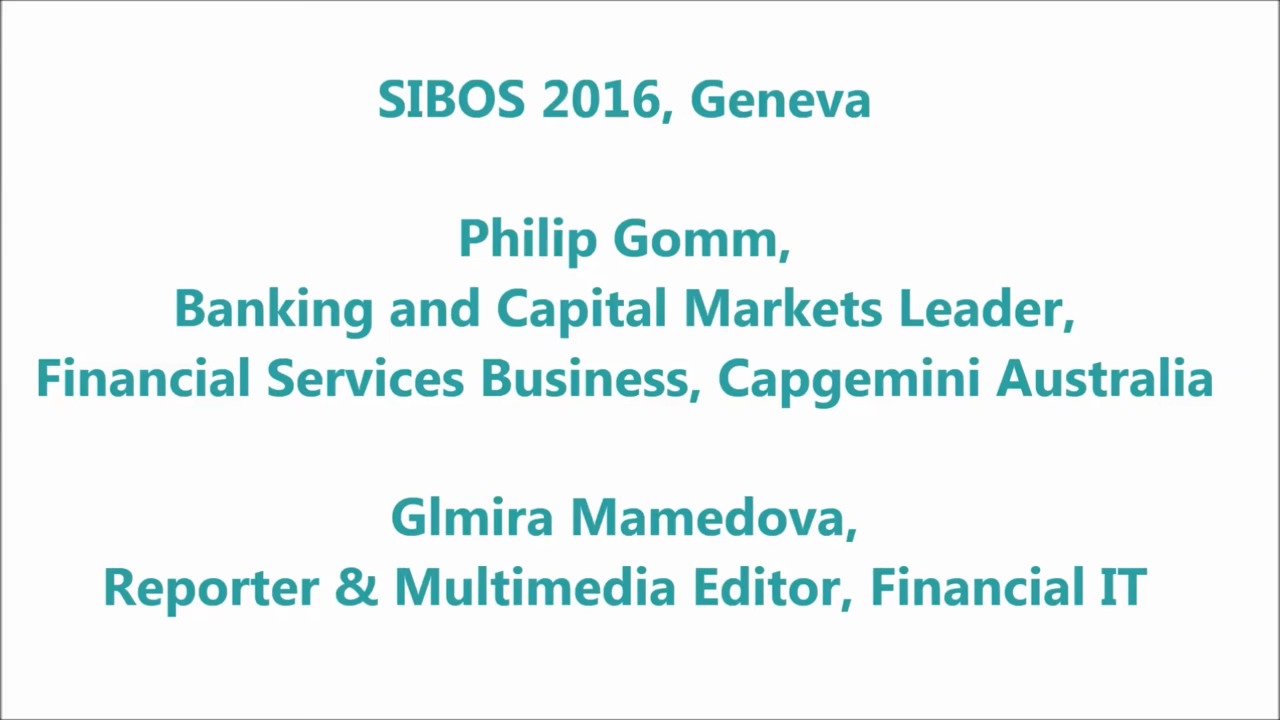 SIBOS 2016, Geneva
Philip Gomm,
Banking and Capital Markets Leader,
Financial Services Business, Capgemini Australia
Glmira Mamedova,
Reporter & Multimedia Editor, Financial IT